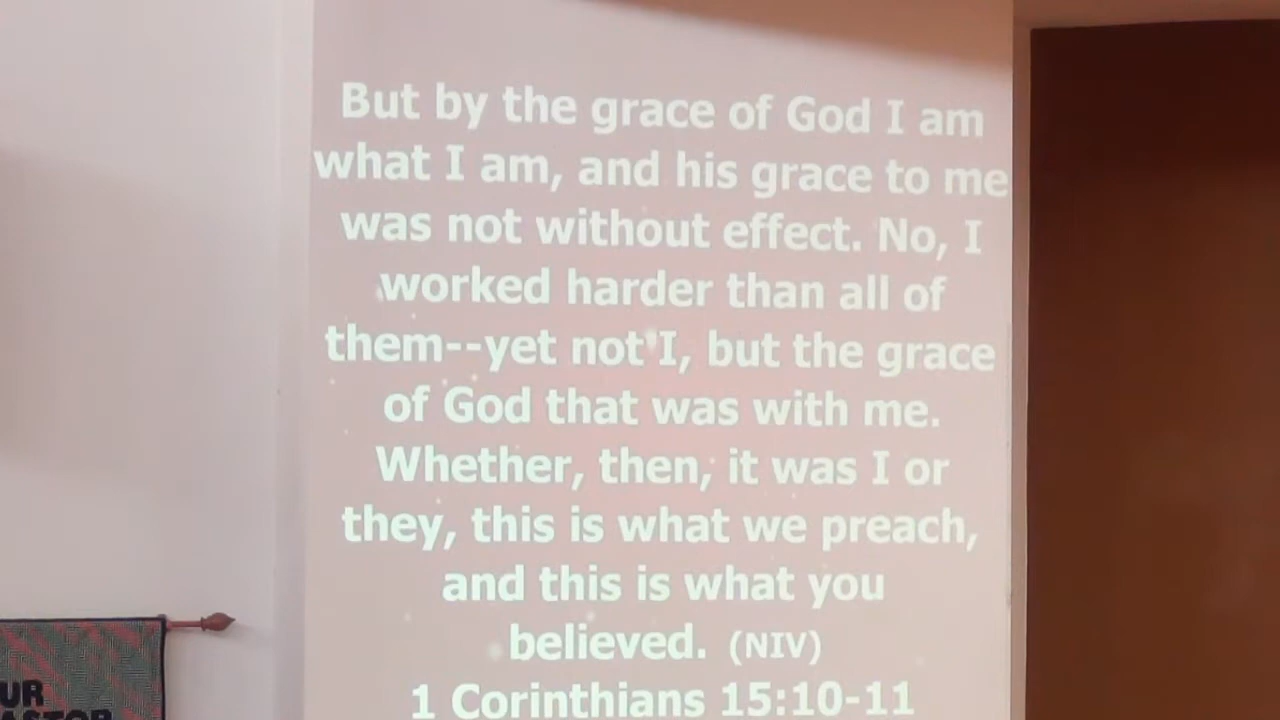 But by the grace of God I am
what I am, and his grace to me
was not without effect. No, I
worked harder than all of
them--yet not I, but the grace
of God that was with me.
Whether, then, it was I or
they, this is what we preach,
and this is what you
believed. (NIV)
1 Corinthians 15:10-11
UR
ASTOR